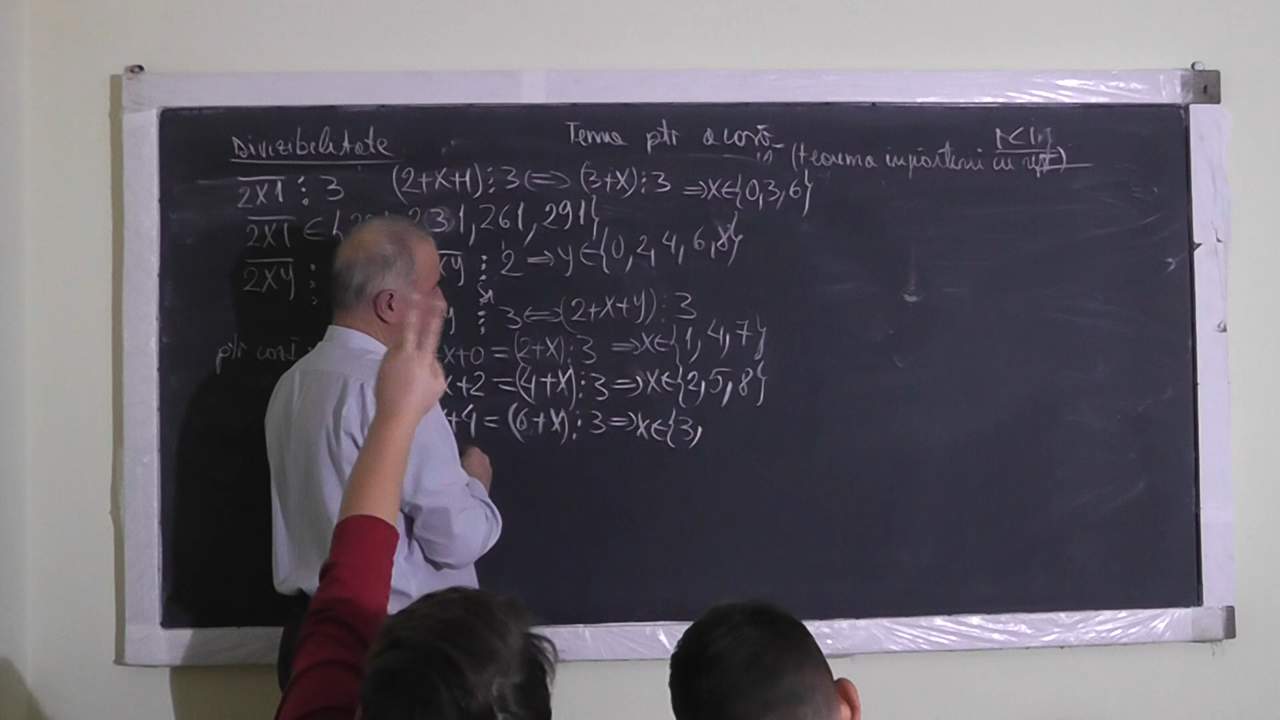 Divizibilitate
Tema ptr acasă
(teorema împărțirii cu rest)
2X1 ⋮ 3 (2+X+1)⋮3 ⇔ (3+X)⋮3 ⇒ X∈{0,3,6}
2X1 ∈ { 231, 261, 291}
2XY ⋮ XY ⋮ 2 ⇒ y∈{0, 2, 4, 6, 8}
și
y ⋮ 3 ⇔ (2+X+y)⋮3
x+0 = (2+X)⋮3 ⇒ X∈{1, 4, 7}
x+2 = (4+X)⋮3 ⇒ X∈{2, 5, 8}
+4 = (6+X)⋮3 ⇒ X∈{3,